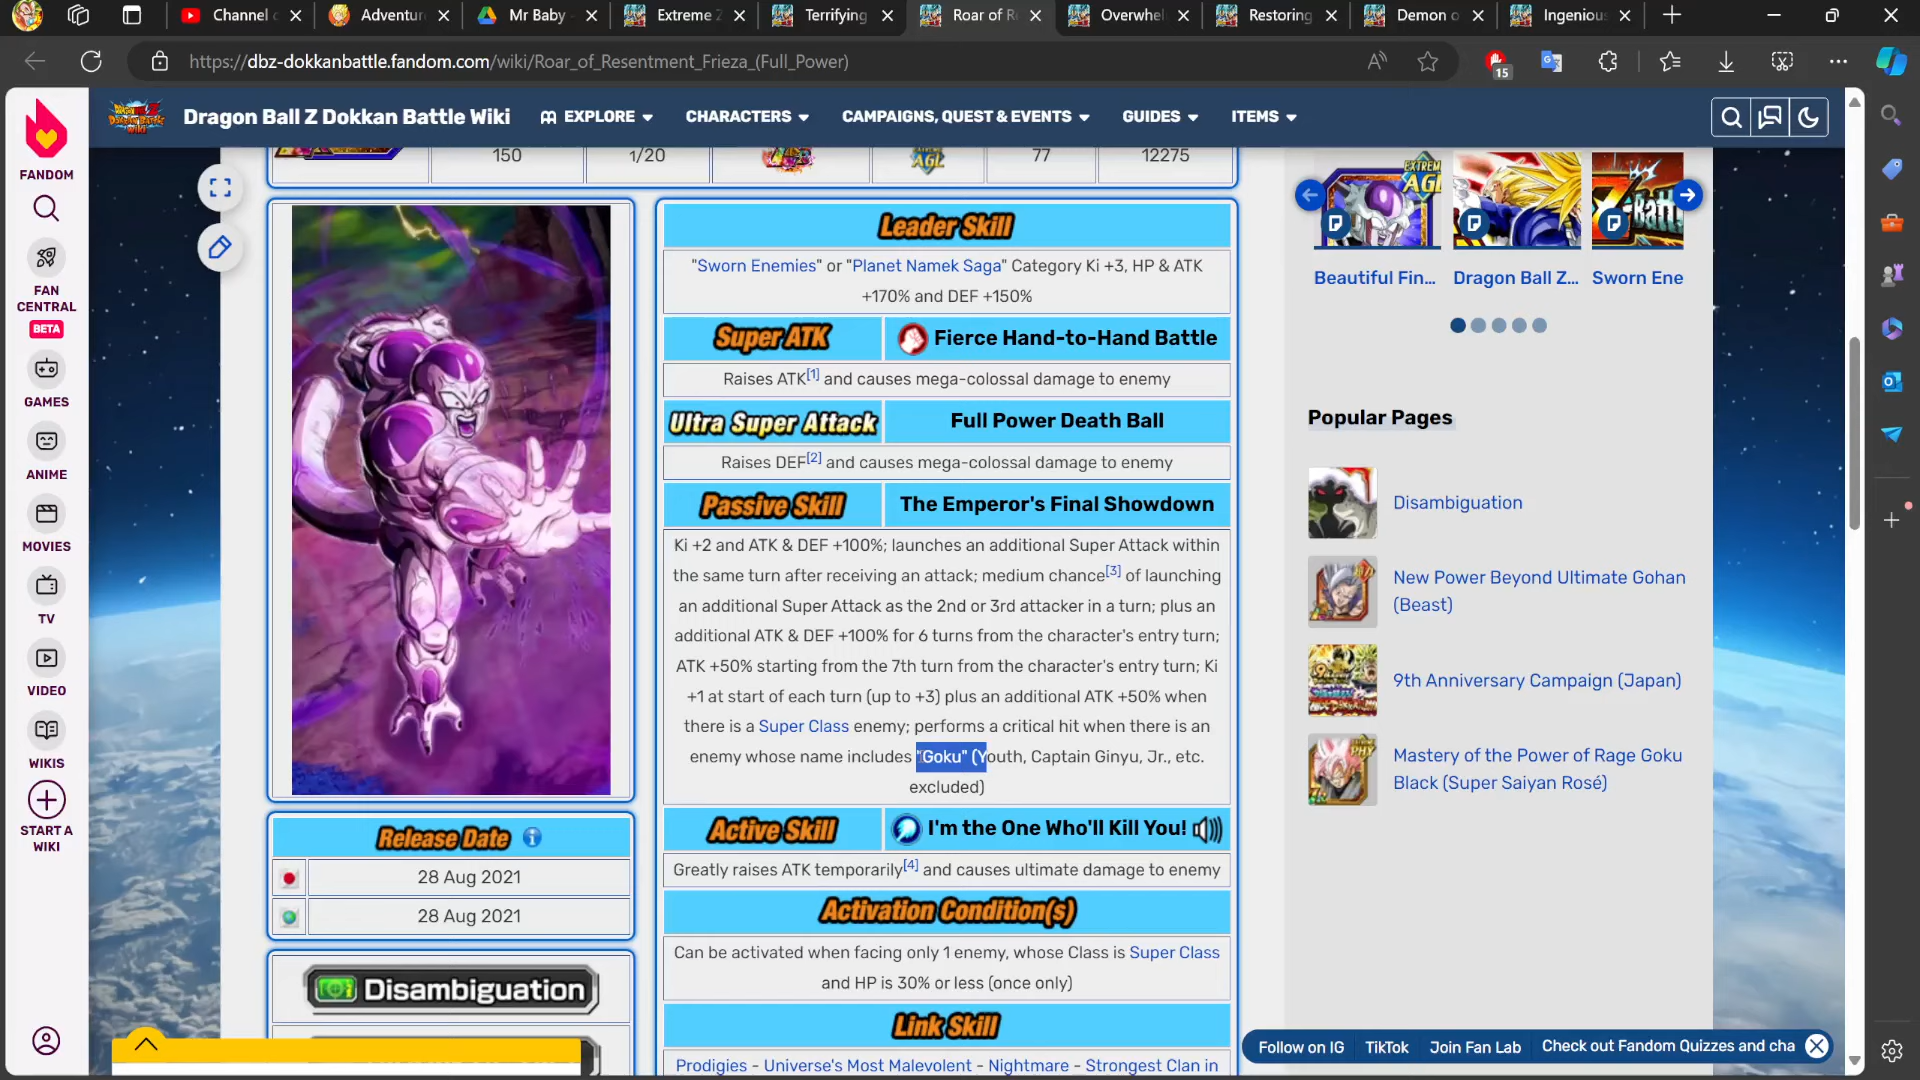 Channel
Adventur
Mr Baby
Extreme Z
Terrifying
Roar of R
Overwhel
Restoring
Demon o
Ingenious
https://dbz-dokkanbattle.fandom.com/wiki/Roar_of_Resentment_Frieza_(Full_Power)
15
Dragon Ball Z Dokkan Battle Wiki
EXPLORE
CHARACTERS
CAMPAIGNS, QUEST & EVENTS
GUIDES
ITEMS
FANDOM
FAN CENTRAL
BETA
GAMES
ANIME
MOVIES
TV
VIDEO
WIKIS
START A WIKI
150
1/20
AGL
77
12275
Leader Skill
"Sworn Enemies" or "Planet Namek Saga" Category Ki +3, HP & ATK
+170% and DEF +150%
Super ATK
Fierce Hand-to-Hand Battle
Raises ATK[1] and causes mega-colossal damage to enemy
Ultra Super Attack
Full Power Death Ball
Raises DEF[2] and causes mega-colossal damage to enemy
Passive Skill
The Emperor's Final Showdown
Ki +2 and ATK & DEF +100%; launches an additional Super Attack within
the same turn after receiving an attack; medium chance[3] of launching
an additional Super Attack as the 2nd or 3rd attacker in a turn; plus an
additional ATK & DEF +100% for 6 turns from the character's entry turn;
ATK +50% starting from the 7th turn from the character's entry turn; Ki
+1 at start of each turn (up to +3) plus an additional ATK +50% when
there is a Super Class enemy; performs a critical hit when there is an
enemy whose name includes "Goku" (Youth, Captain Ginyu, Jr., etc.
excluded)
Active Skill
I'm the One Who'll Kill You!
Greatly raises ATK temporarily[4] and causes ultimate damage to enemy
Activation Condition(s)
Can be activated when facing only 1 enemy, whose Class is Super Class
and HP is 30% or less (once only)
Link Skill
Prodigies - Universe's Most Malevolent - Nightmare - Strongest Clan in
Release Date
28 Aug 2021
28 Aug 2021
Disambiguation
EXTREME
AGL
Z-Batt
Beautiful Fin...
Dragon Ball Z...
Sworn Ene
Popular Pages
Disambiguation
New Power Beyond Ultimate Gohan
(Beast)
9th Anniversary Campaign (Japan)
Mastery of the Power of Rage Goku
Black (Super Saiyan Rosé)
Follow on IG
TikTok
Join Fan Lab
Check out Fandom Quizzes and cha